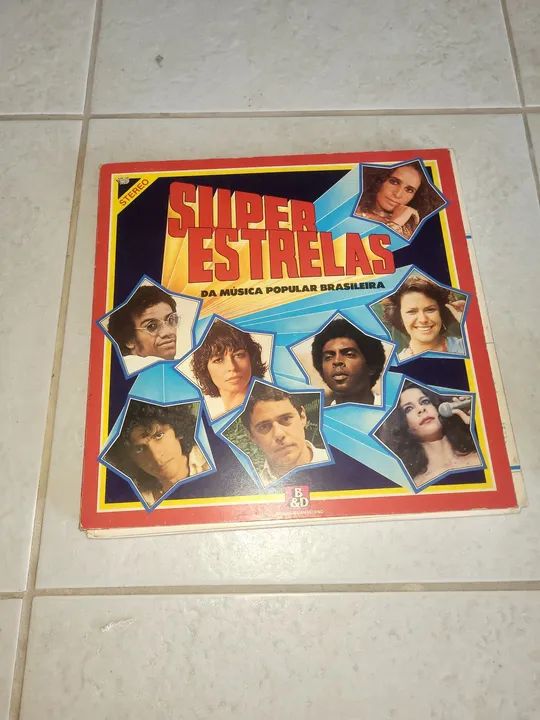 STEREO
SUPER
ESTRELAS
DA MÚSICA POPULAR BRASILEIRA
B
&D